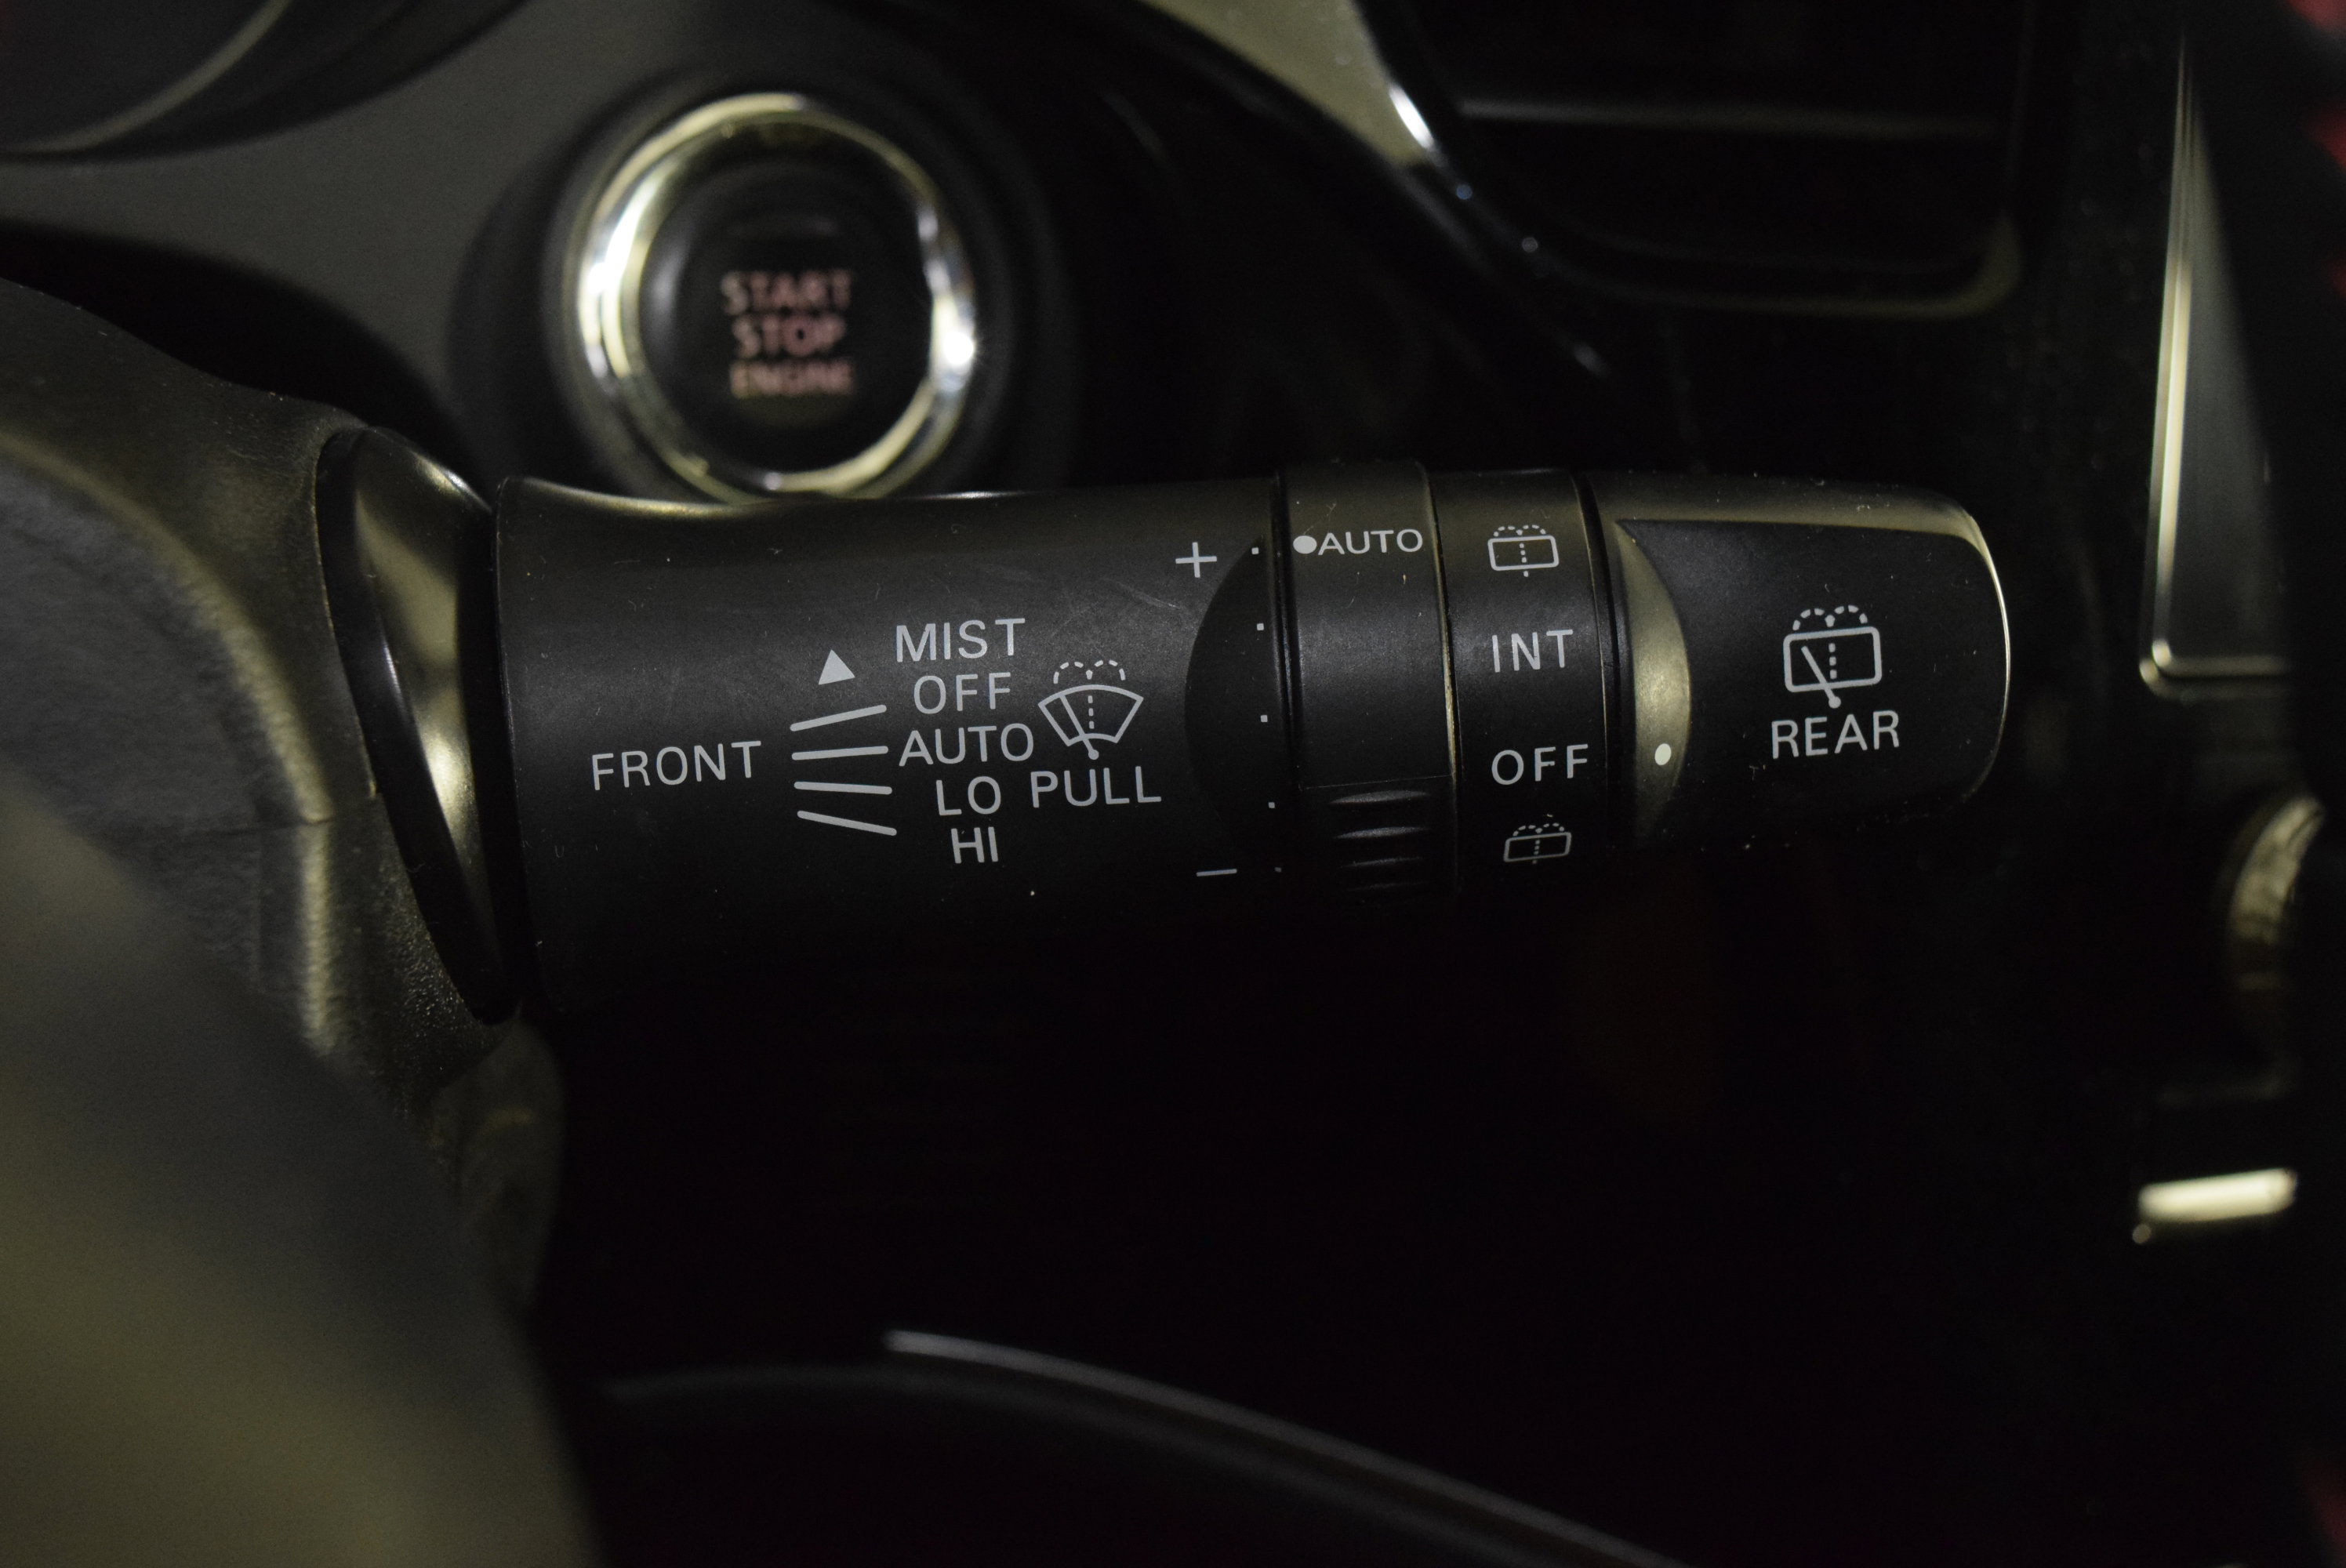 START
STOP
ENGINE
+
AUTO
MIST
OFF
FRONT
AUTO
LO PULL
HI
−
INT
OFF
REAR